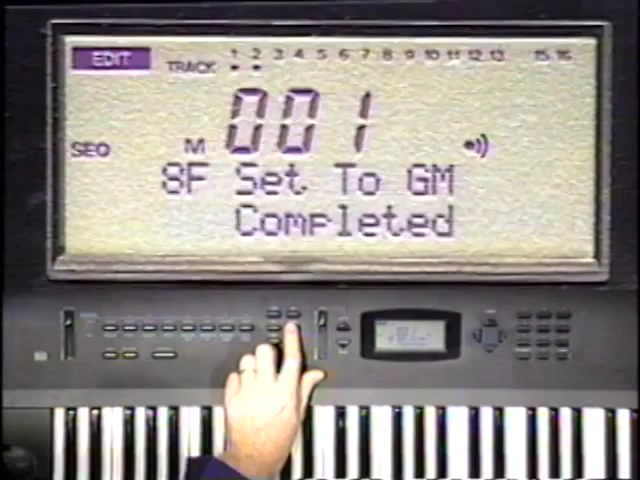 EDIT TRACK 1 2 3 4 5 6 7 8 9 10 11 12 13 15 16
SEQ M 001
8F Set To GM
Completed